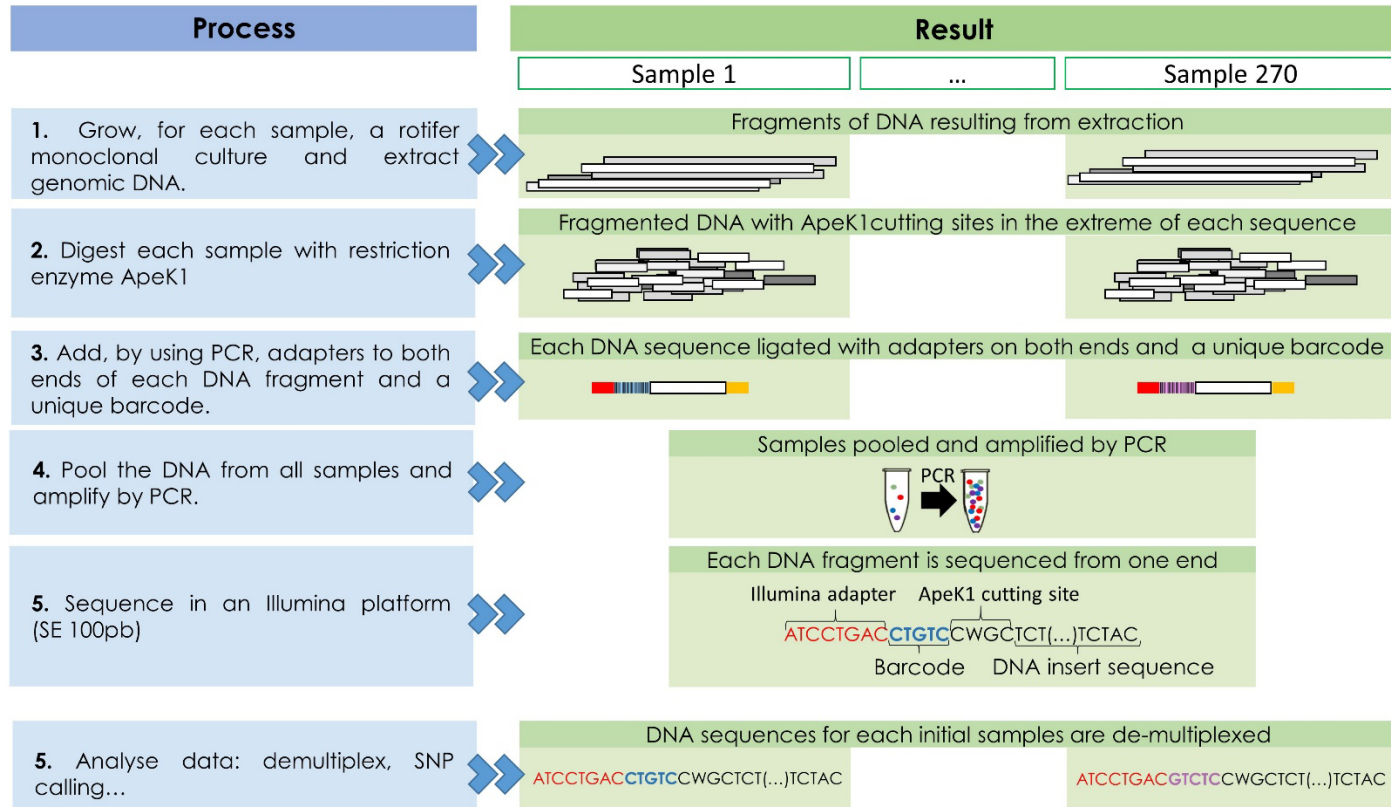 Process
Result
Sample 1
...
Sample 270
1. Grow, for each sample, a rotifer
monoclonal culture and extract
genomic DNA.
Fragments of DNA resulting from extraction
2. Digest each sample with restriction
enzyme ApeK1
Fragmented DNA with ApeK1cutting sites in the extreme of each sequence
3. Add, by using PCR, adapters to both
ends of each DNA fragment and a
unique barcode.
Each DNA sequence ligated with adapters on both ends and a unique barcode
4. Pool the DNA from all samples and
amplify by PCR.
Samples pooled and amplified by PCR
PCR
5. Sequence in an Illumina platform
(SE 100pb)
Each DNA fragment is sequenced from one end
Illumina adapter ApeK1 cutting site
ATCCTGACCTGTCCWGCTCT(...)TCTAC
Barcode DNA insert sequence
5. Analyse data: demultiplex, SNP
calling...
DNA sequences for each initial samples are de-multiplexed
ATCCTGACCTGTCCWGCTCT(...)TCTAC
ATCCTGACGTCTCCWGCTCT(...)TCTAC